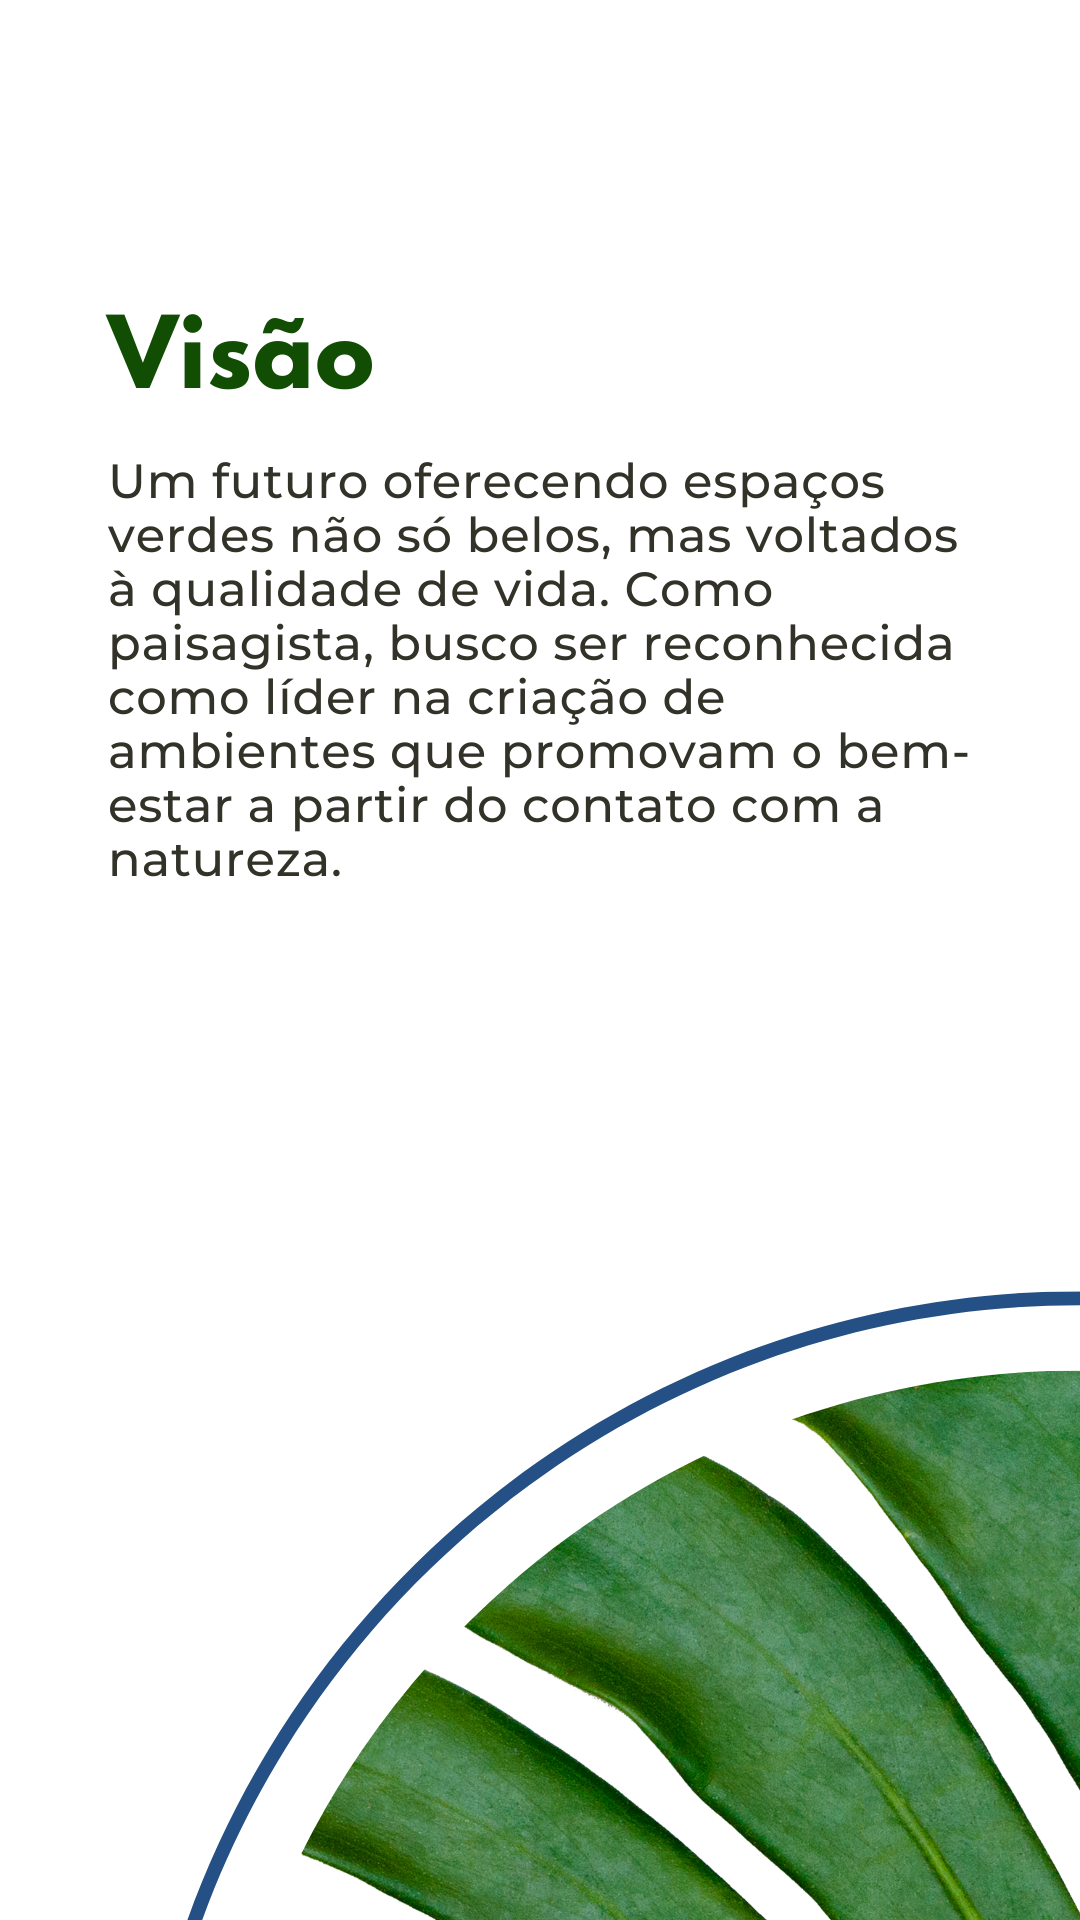 Visão
Um futuro oferecendo espaços
verdes não só belos, mas voltados
à qualidade de vida. Como
paisagista, busco ser reconhecida
como líder na criação de
ambientes que promovam o bem-
estar a partir do contato com a
natureza.